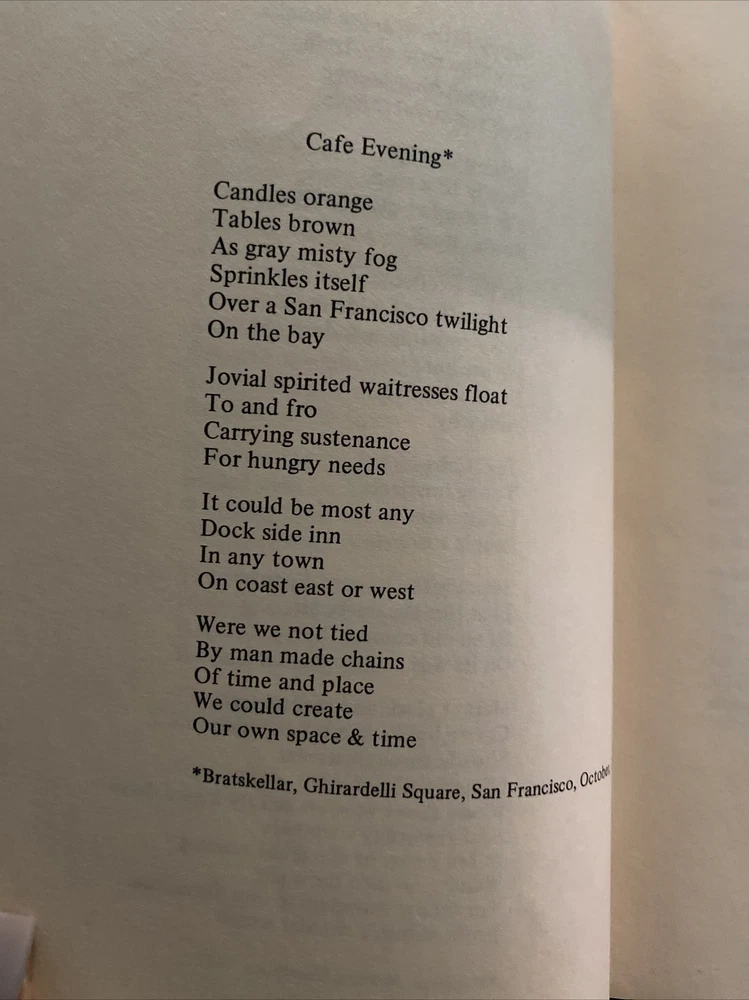 Cafe Evening*
Candles orange
Tables brown
As gray misty fog
Sprinkles itself
Over a San Francisco twilight
On the bay
Jovial spirited waitresses float
To and fro
Carrying sustenance
For hungry needs
It could be most any
Dock side inn
In any town
On coast east or west
Were we not tied
By man made chains
Of time and place
We could create
Our own space & time
*Bratskellar, Ghirardelli Square, San Francisco, October